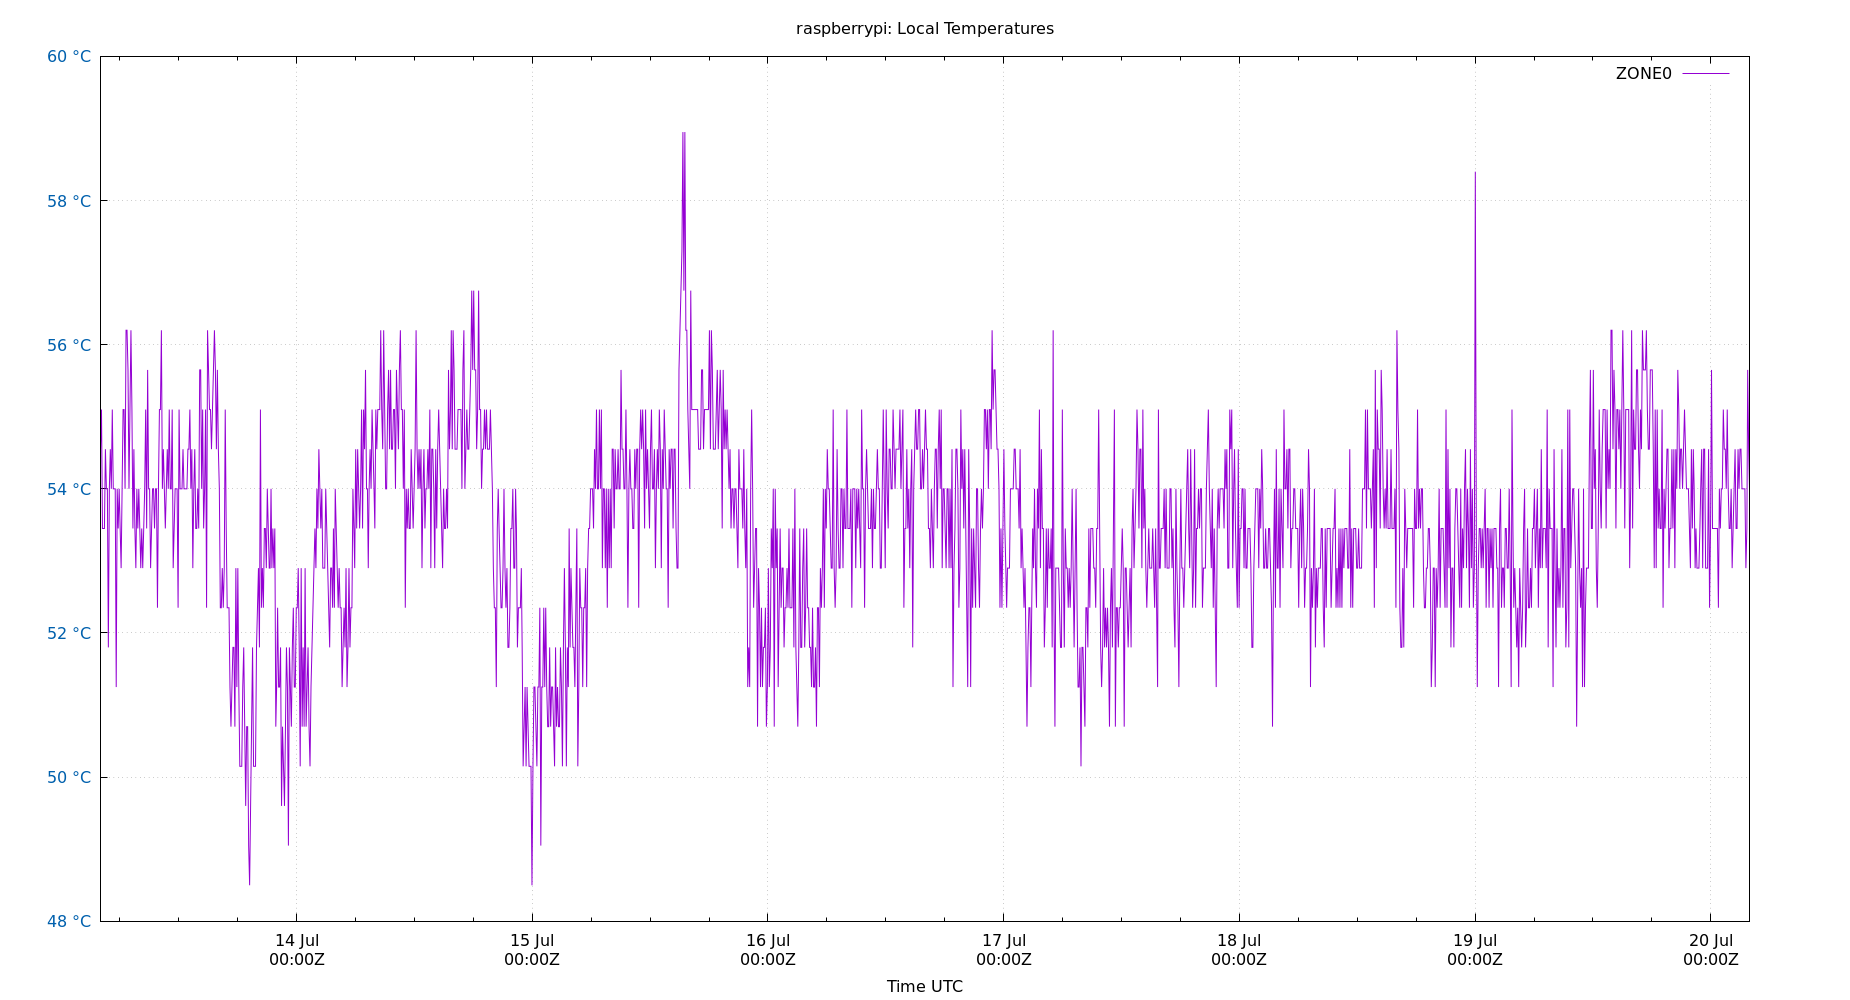 raspberrypi: Local Temperatures
60 °C
ZONE0
58 °C
56 °C
54 °C
52 °C
50 °C
48 °C
14 Jul 15 Jul 16 Jul 17 Jul 18 Jul 19 Jul 20 Jul
00:00Z 00:00Z 00:00Z 00:00Z 00:00Z 00:00Z 00:00Z
Time UTC